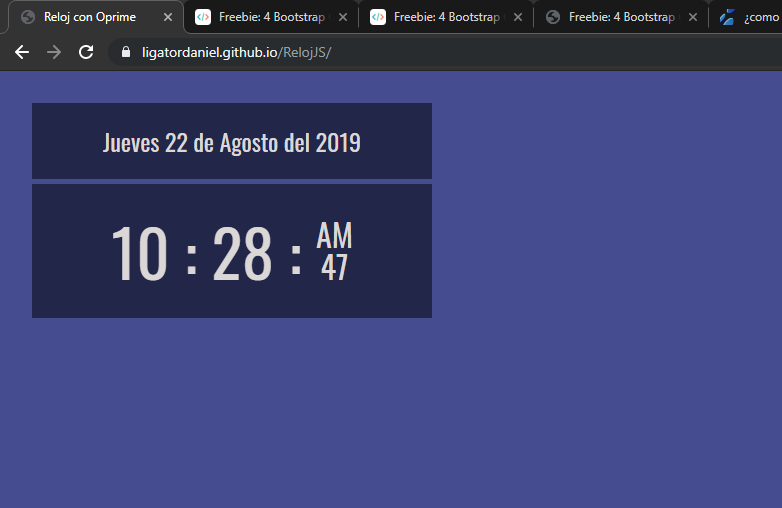 Reloj con Oprime
Freebie: 4 Bootstrap
Freebie: 4 Bootstrap
Freebie: 4 Bootstrap
¿como
ligatordaniel.github.io/RelojJS/
Jueves 22 de Agosto del 2019
10 : 28 : AM
47